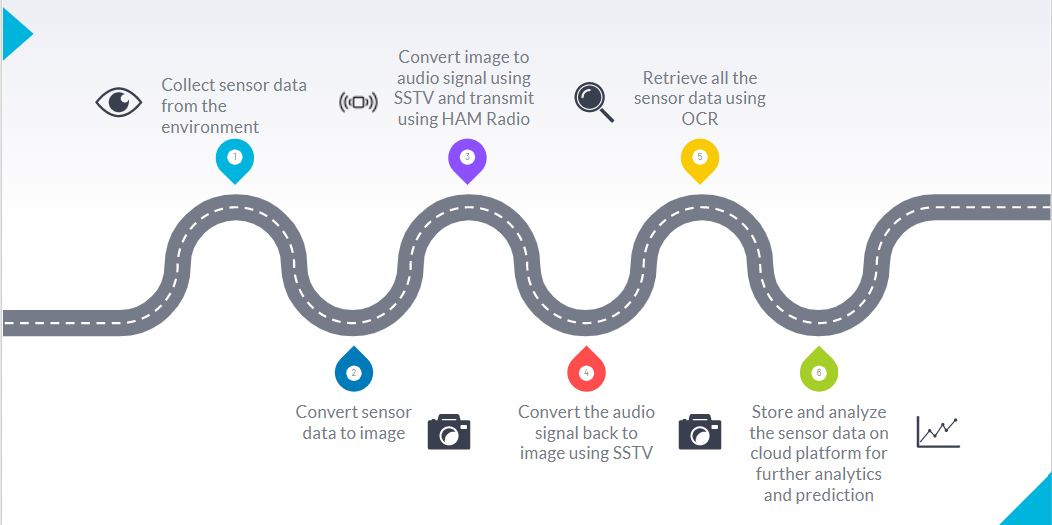 Collect sensor data
from the
environment
1
Convert sensor
data to image
2
Convert image to
audio signal using
SSTV and transmit
using HAM Radio
3
Convert the audio
signal back to
image using SSTV
4
Retrieve all the
sensor data using
OCR
5
Store and analyze
the sensor data on
cloud platform for
further analytics
and prediction
6